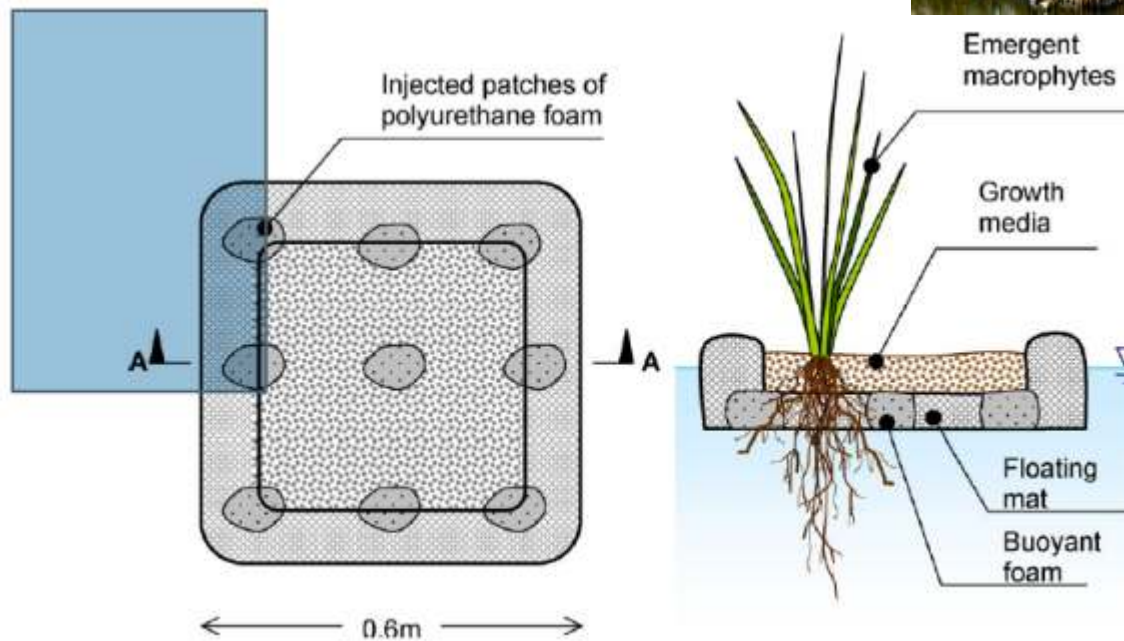 Injected patches of
polyurethane foam
A
A
0.6m
Emergent
macrophytes
Growth
media
Floating
mat
Buoyant
foam